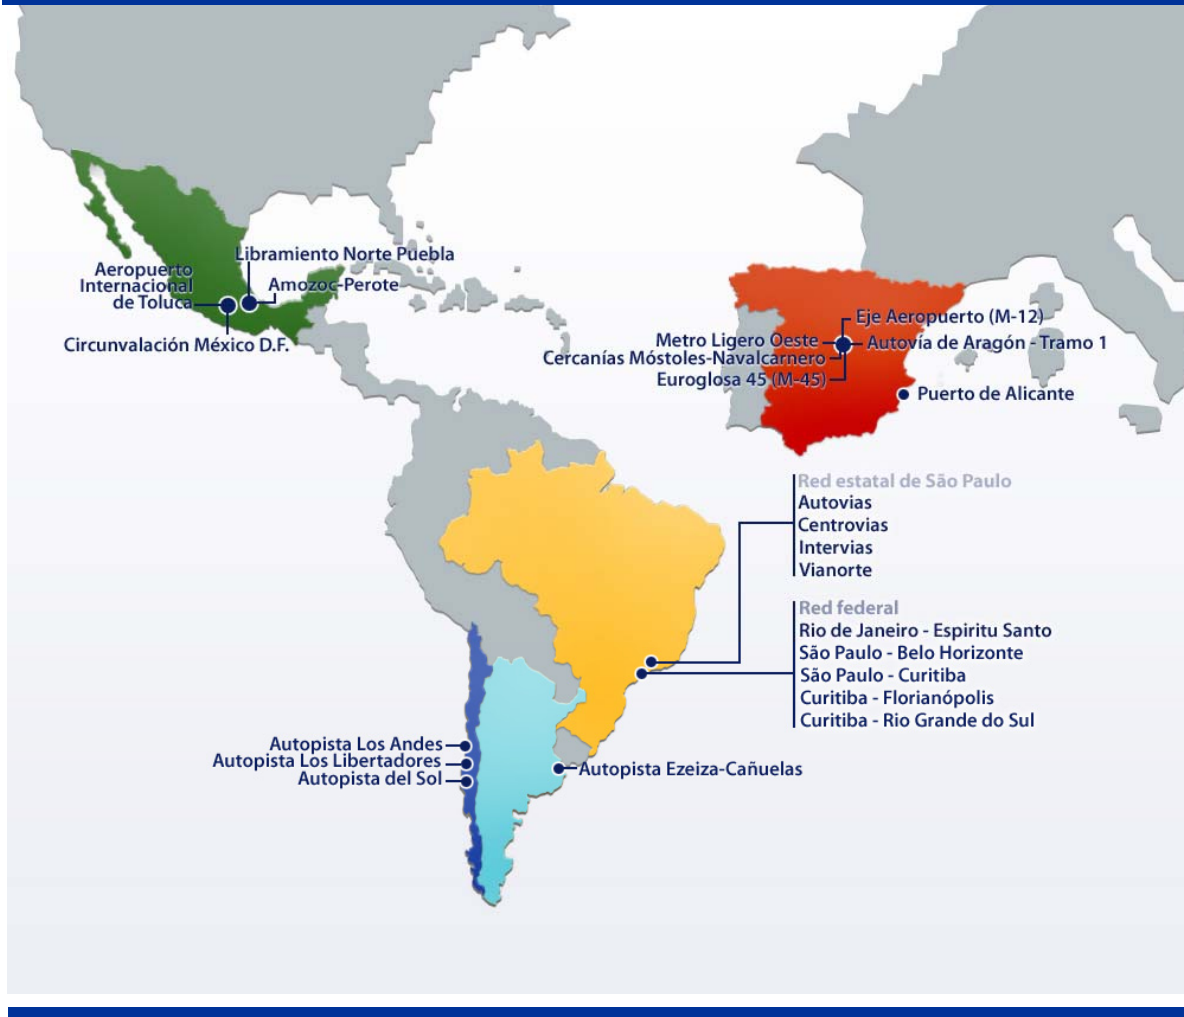 Libramiento Norte Puebla
Aeropuerto
Internacional
de Toluca
Amozoc-Perote
Circunvalación México D.F.
Eje Aeropuerto (M-12)
Metro Ligero Oeste
Autovía de Aragón - Tramo 1
Cercanías Móstoles-Navalcarnero
Euroglosa 45 (M-45)
Puerto de Alicante
Red estatal de São Paulo
Autovias
Centrovias
Intervias
Vianorte
Red federal
Rio de Janeiro - Espiritu Santo
São Paulo - Belo Horizonte
São Paulo - Curitiba
Curitiba - Florianópolis
Curitiba - Rio Grande do Sul
Autopista Los Andes
Autopista Los Libertadores
Autopista del Sol
Autopista Ezeiza-Cañuelas